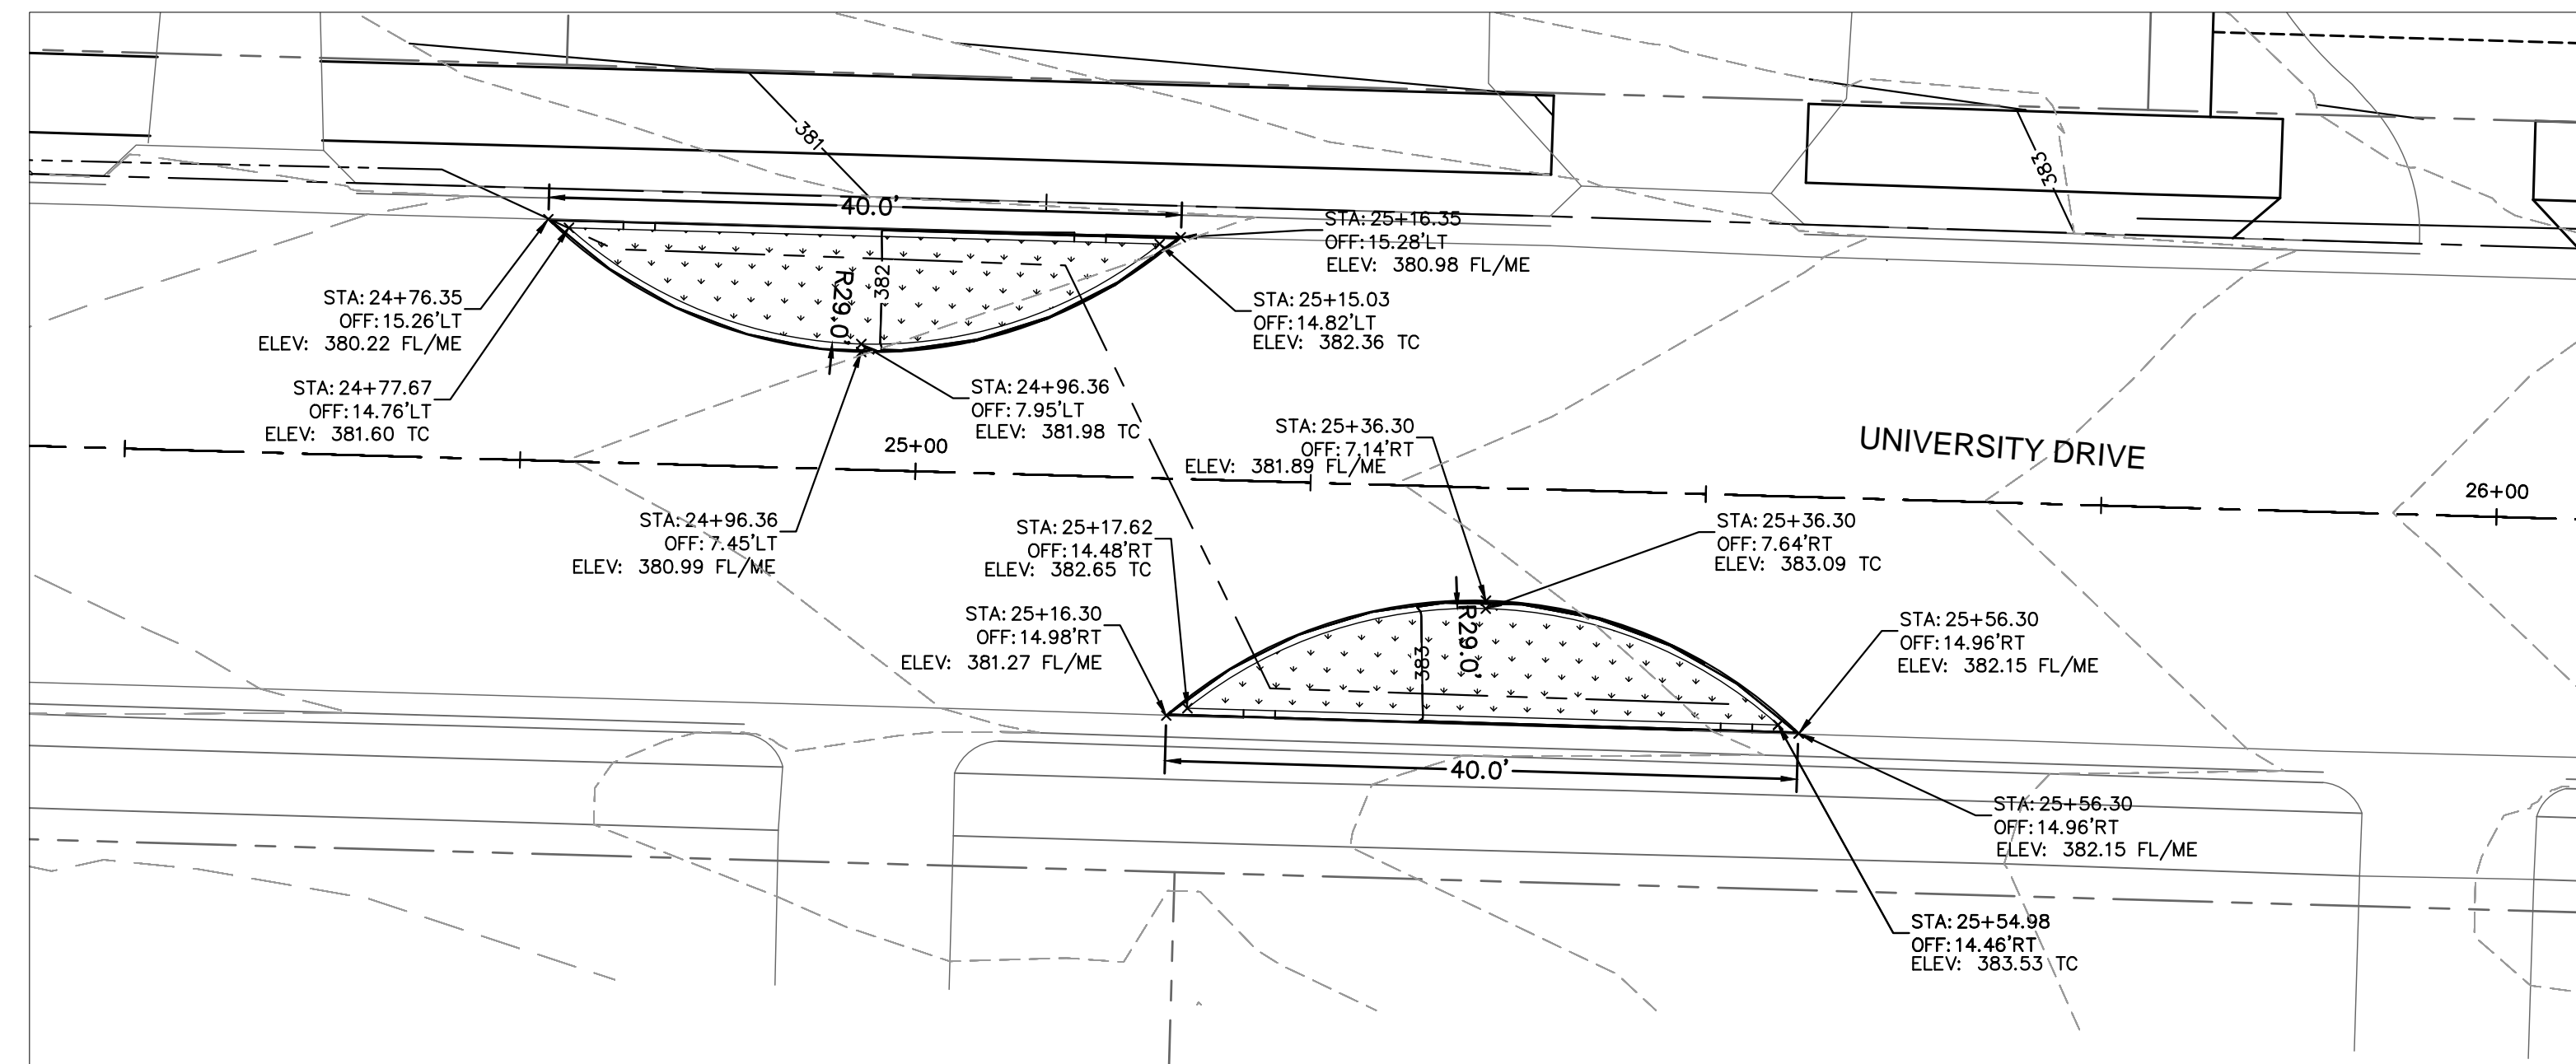 381
383
40.0'
STA: 25+16.35
OFF: 15.28'LT
ELEV: 380.98 FL/ME
R29.0'
382
STA: 24+76.35
OFF: 15.26'LT
ELEV: 380.22 FL/ME
STA: 25+15.03
OFF: 14.82'LT
ELEV: 382.36 TC
STA: 24+77.67
OFF: 14.76'LT
ELEV: 381.60 TC
STA: 24+96.36
OFF: 7.95'LT
ELEV: 381.98 TC
25+00
STA: 25+36.30
OFF: 7.14'RT
ELEV: 381.89 FL/ME
UNIVERSITY DRIVE
26+00
STA: 24+96.36
OFF: 7.45'LT
ELEV: 380.99 FL/ME
STA: 25+17.62
OFF: 14.48'RT
ELEV: 382.65 TC
STA: 25+36.30
OFF: 7.64'RT
ELEV: 383.09 TC
STA: 25+16.30
OFF: 14.98'RT
ELEV: 381.27 FL/ME
R29.0'
383
STA: 25+56.30
OFF: 14.96'RT
ELEV: 382.15 FL/ME
40.0'
STA: 25+56.30
OFF: 14.96'RT
ELEV: 382.15 FL/ME
STA: 25+54.98
OFF: 14.46'RT
ELEV: 383.53 TC